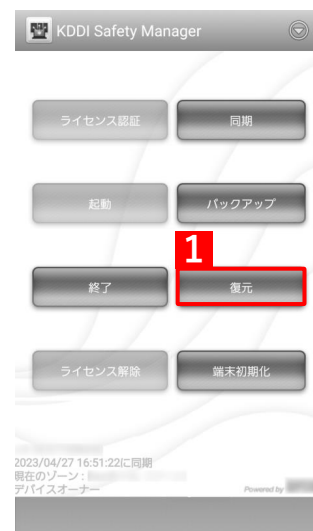 KDDI Safety Manager
ライセンス認証
同期
起動
バックアップ
1
終了
復元
ライセンス解除
端末初期化
2023/04/27 16:51:22に同期
現在のゾーン :
デバイスオーナー
Powered by